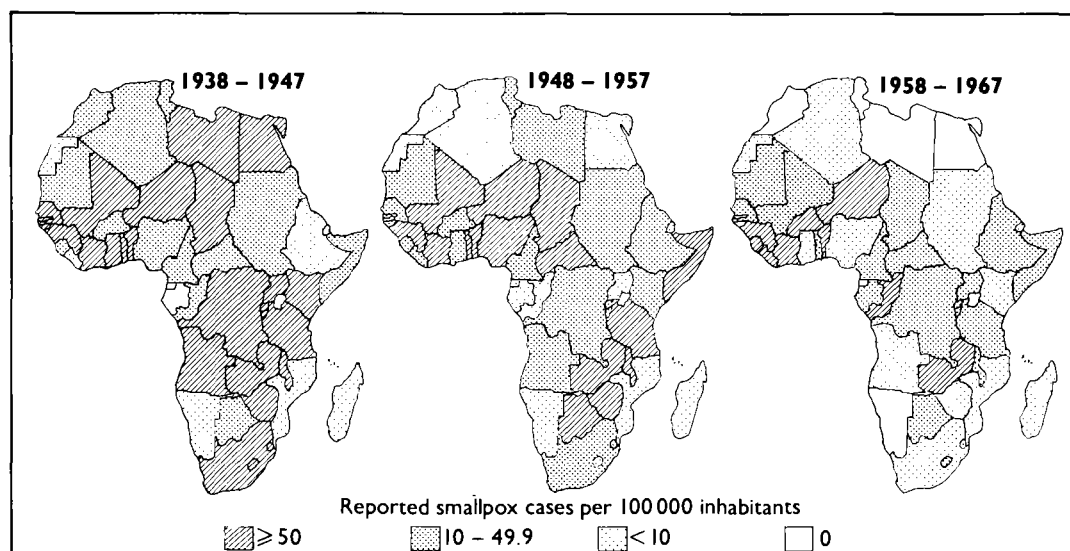 1938 – 1947
1948 – 1957
1958 – 1967
Reported smallpox cases per 100 000 inhabitants
≥ 50
10 – 49.9
< 10
0